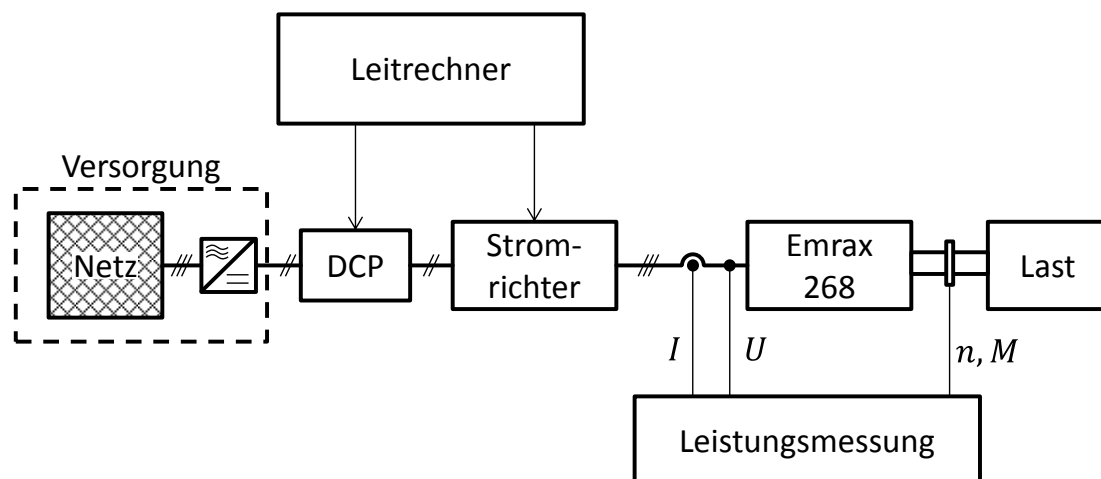 Leitrechner
Versorgung
Netz
DCP
Strom-
richter
Emrax
268
Last
I
U
n, M
Leistungsmessung